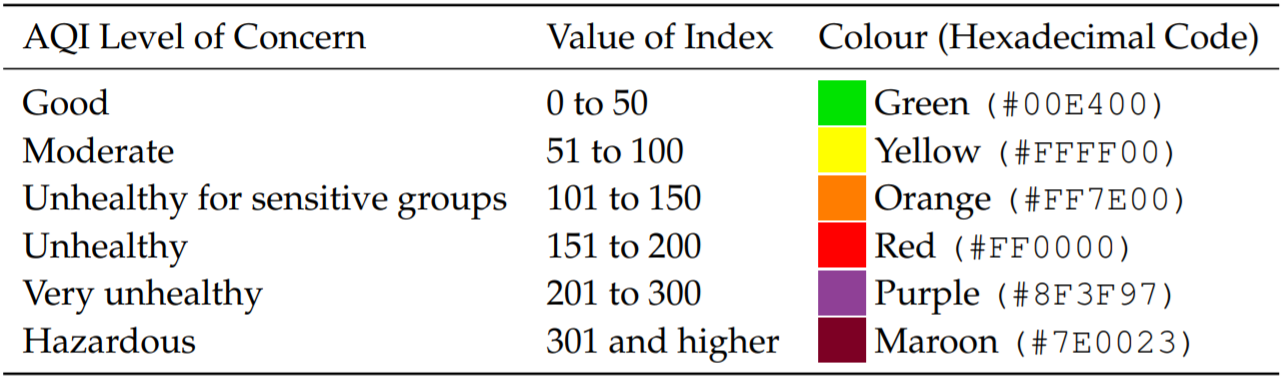 AQI Level of Concern Value of Index Colour (Hexadecimal Code)
Good 0 to 50 Green (#00E400)
Moderate 51 to 100 Yellow (#FFFF00)
Unhealthy for sensitive groups 101 to 150 Orange (#FF7E00)
Unhealthy 151 to 200 Red (#FF0000)
Very unhealthy 201 to 300 Purple (#8F3F97)
Hazardous 301 and higher Maroon (#7E0023)